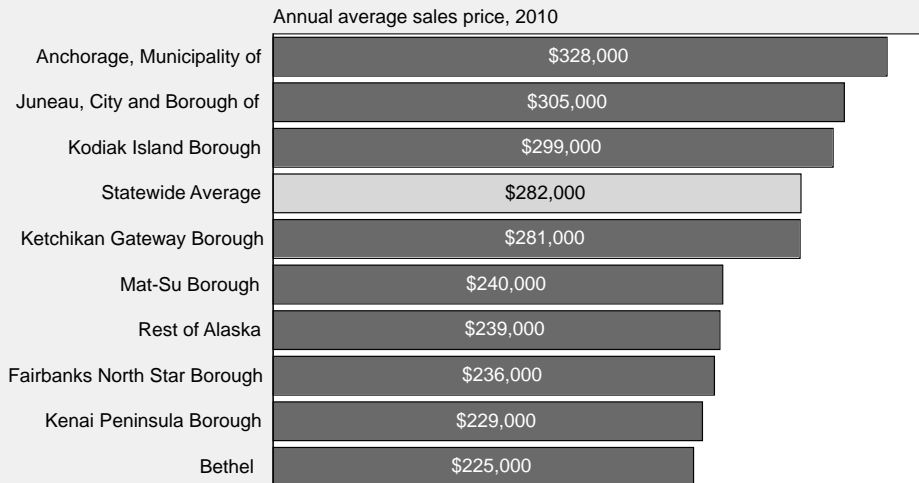 Annual average sales price, 2010
Anchorage, Municipality of $328,000
Juneau, City and Borough of $305,000
Kodiak Island Borough $299,000
Statewide Average $282,000
Ketchikan Gateway Borough $281,000
Mat-Su Borough $240,000
Rest of Alaska $239,000
Fairbanks North Star Borough $236,000
Kenai Peninsula Borough $229,000
Bethel $225,000